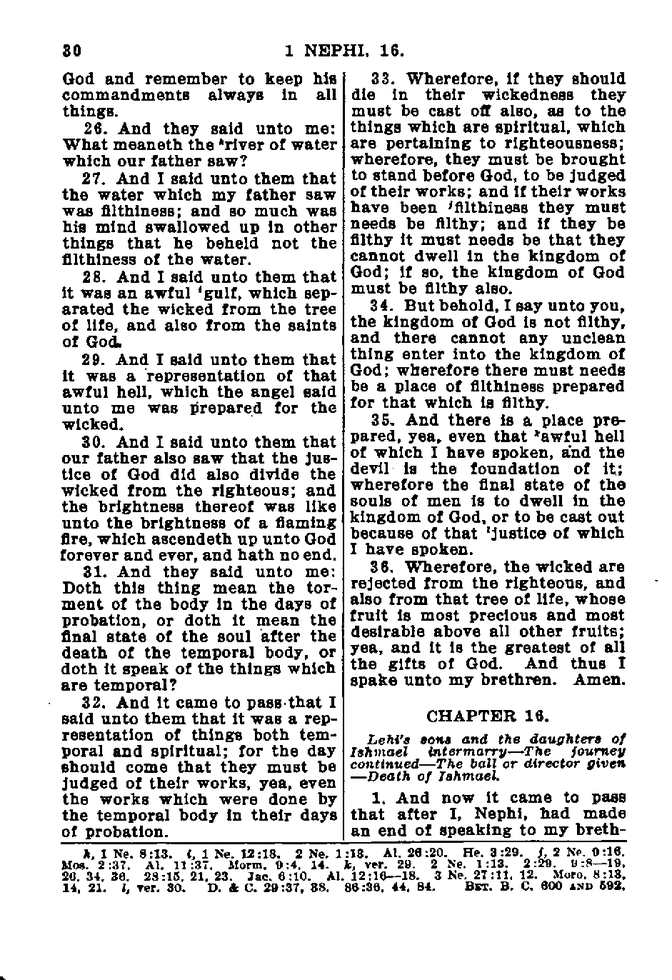 30
1 NEPHI, 16.
God and remember to keep his
commandments always in all
things.
26. And they said unto me:
What meaneth the ʰriver of water
which our father saw?
27. And I said unto them that
the water which my father saw
was filthiness; and so much was
his mind swallowed up in other
things that he beheld not the
filthiness of the water.
28. And I said unto them that
it was an awful ⁱgulf, which sep-
arated the wicked from the tree
of life, and also from the saints
of God.
29. And I said unto them that
it was a representation of that
awful hell, which the angel said
unto me was prepared for the
wicked.
30. And I said unto them that
our father also saw that the jus-
tice of God did also divide the
wicked from the righteous; and
the brightness thereof was like
unto the brightness of a flaming
fire, which ascendeth up unto God
forever and ever, and hath no end.
31. And they said unto me:
Doth this thing mean the tor-
ment of the body in the days of
probation, or doth it mean the
final state of the soul after the
death of the temporal body, or
doth it speak of the things which
are temporal?
32. And it came to pass that I
said unto them that it was a rep-
resentation of things both tem-
poral and spiritual; for the day
should come that they must be
judged of their works, yea, even
the works which were done by
the temporal body in their days
of probation.
33. Wherefore, if they should
die in their wickedness they
must be cast off also, as to the
things which are spiritual, which
are pertaining to righteousness;
wherefore, they must be brought
to stand before God, to be judged
of their works; and if their works
have been ʲfilthiness they must
needs be filthy; and if they be
filthy it must needs be that they
cannot dwell in the kingdom of
God; if so, the kingdom of God
must be filthy also.
34. But behold, I say unto you,
the kingdom of God is not filthy,
and there cannot any unclean
thing enter into the kingdom of
God; wherefore there must needs
be a place of filthiness prepared
for that which is filthy.
35. And there is a place pre-
pared, yea, even that ᵏawful hell
of which I have spoken, and the
devil is the foundation of it;
wherefore the final state of the
souls of men is to dwell in the
kingdom of God, or to be cast out
because of that ˡjustice of which
I have spoken.
36. Wherefore, the wicked are
rejected from the righteous, and
also from that tree of life, whose
fruit is most precious and most
desirable above all other fruits;
yea, and it is the greatest of all
the gifts of God. And thus I
spake unto my brethren. Amen.
CHAPTER 16.
Lehi's sons and the daughters of
Ishmael intermarry—The journey
continued—The ball or director given
—Death of Ishmael.
1. And now it came to pass
that after I, Nephi, had made
an end of speaking to my breth-
h, 1 Ne. 8:13. i, 1 Ne. 12:18. 2 Ne. 1:13. Al. 26:20. He. 3:29. j, 2 Ne. 9:16.
Mos. 2:37. Al. 11:37. Morm. 9:4, 14. k, ver. 29. 2 Ne. 1:13. 2:29. 9:8—19,
26, 34, 36. 28:15, 21, 23. Jac. 6:10. Al. 12:16—18. 3 Ne. 27:11, 12. Moro. 8:13,
14, 21. l, ver. 30. D. & C. 29:37, 38. 86:36, 44, 84. BET. B. C. 600 AND 592.